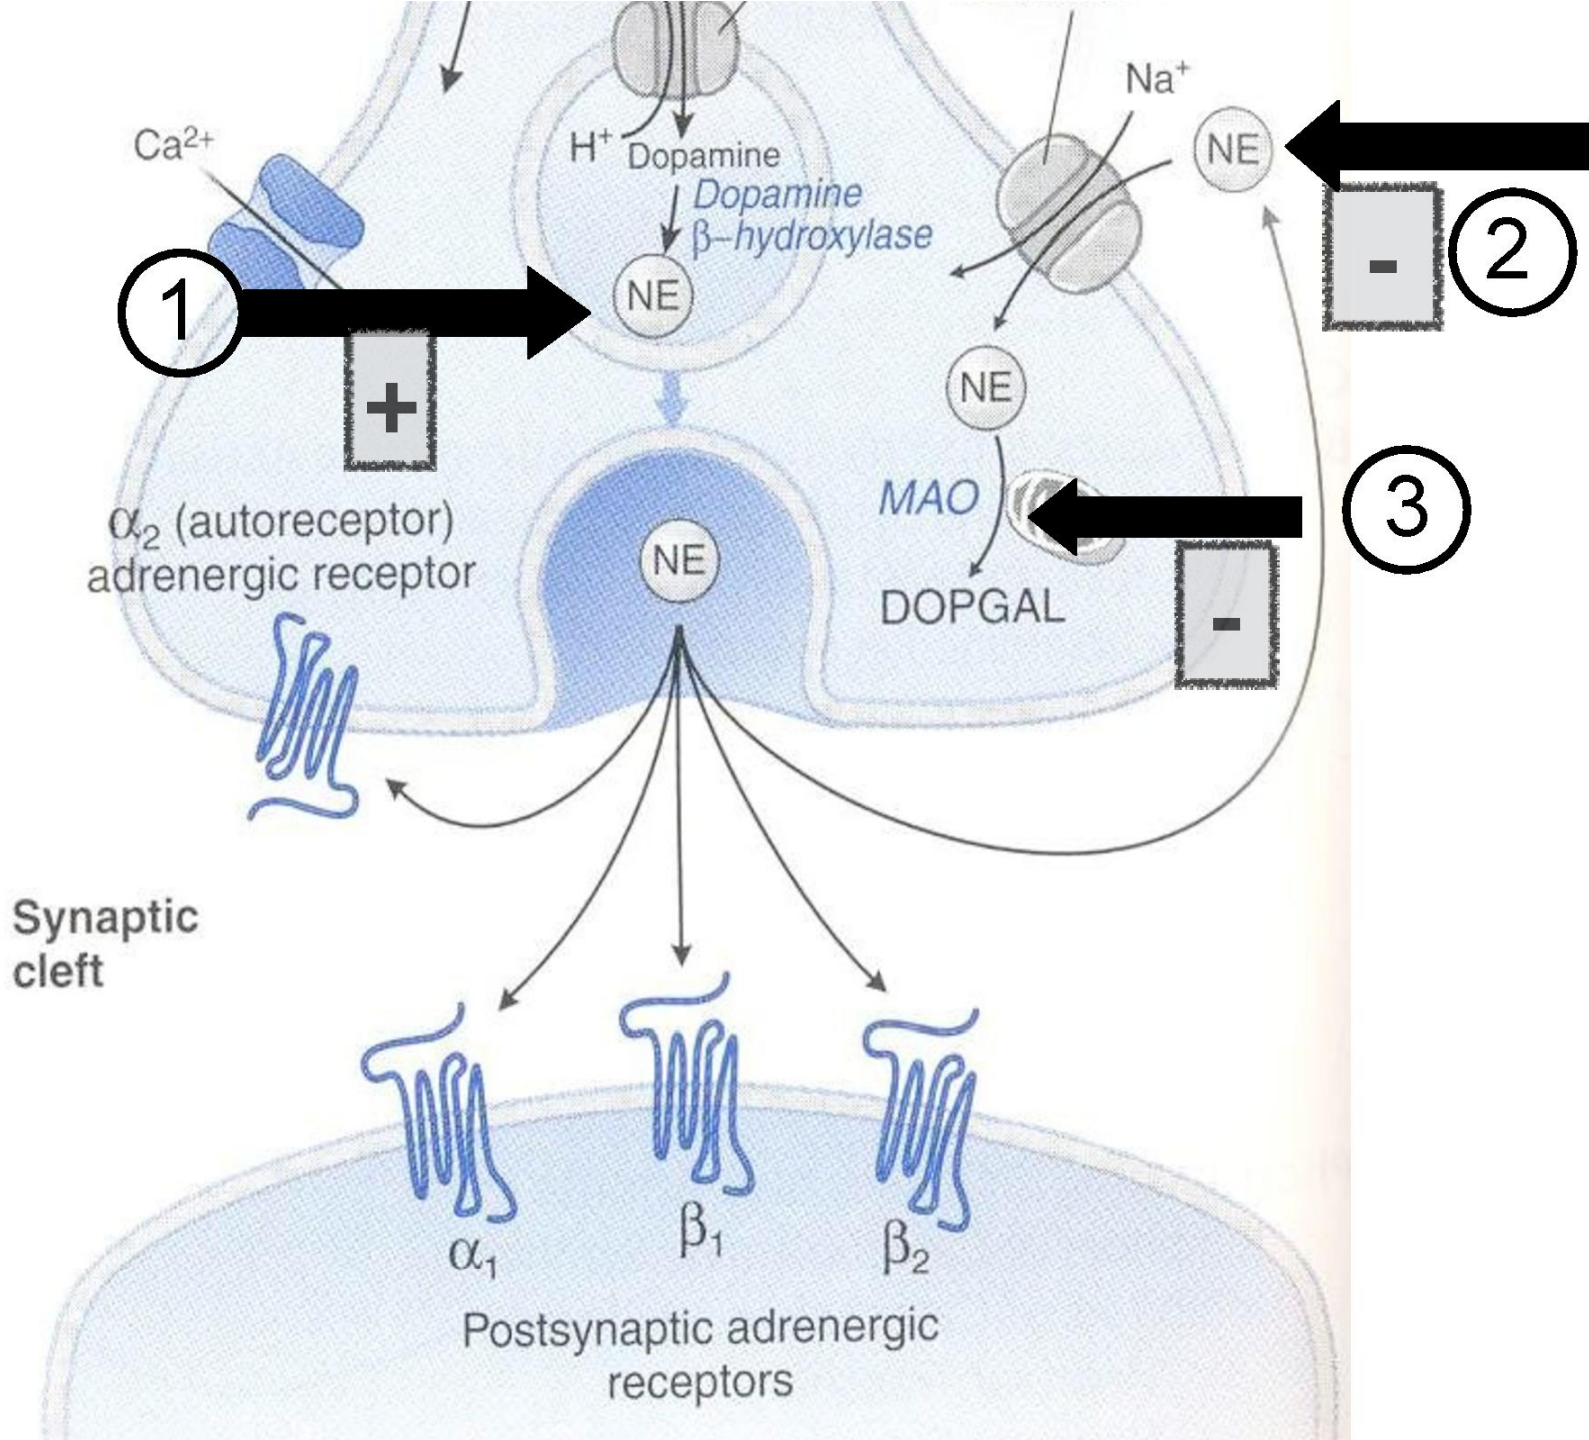 Na⁺
Ca²⁺
NE
H⁺
Dopamine
Dopamine
β–hydroxylase
2
-
1
NE
+
NE
MAO
3
α₂ (autoreceptor)
adrenergic receptor
NE
DOPGAL
-
Synaptic
cleft
α₁
β₁
β₂
Postsynaptic adrenergic
receptors